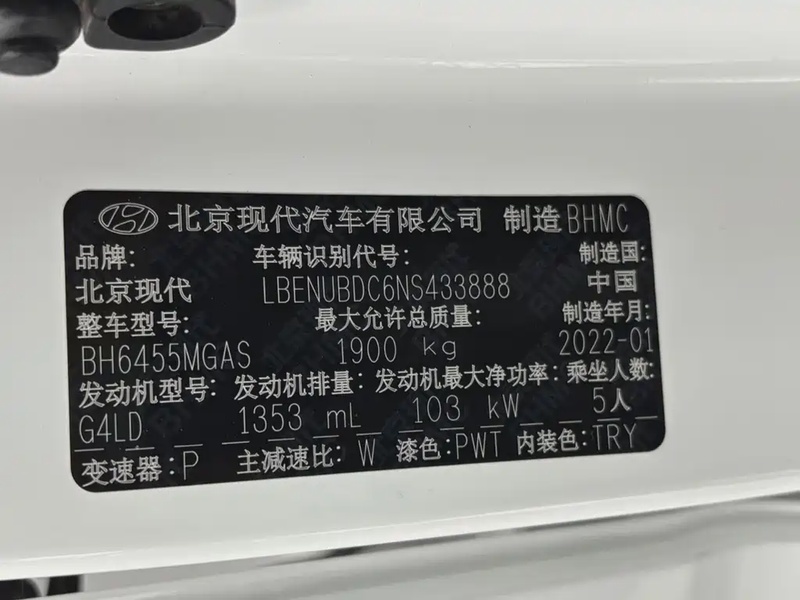 北京现代汽车有限公司 制造 BHMC
品牌: 车辆识别代号: 制造国:
北京现代 LBENUBDC6NS433888 中国
整车型号: 最大允许总质量: 制造年月:
BH6455MGAS 1900 kg 2022-01
发动机型号: 发动机排量: 发动机最大净功率: 乘坐人数:
G4LD 1353 mL 103 kW 5人
变速器:P 主减速比: W 漆色:PWT 内装色:TRY